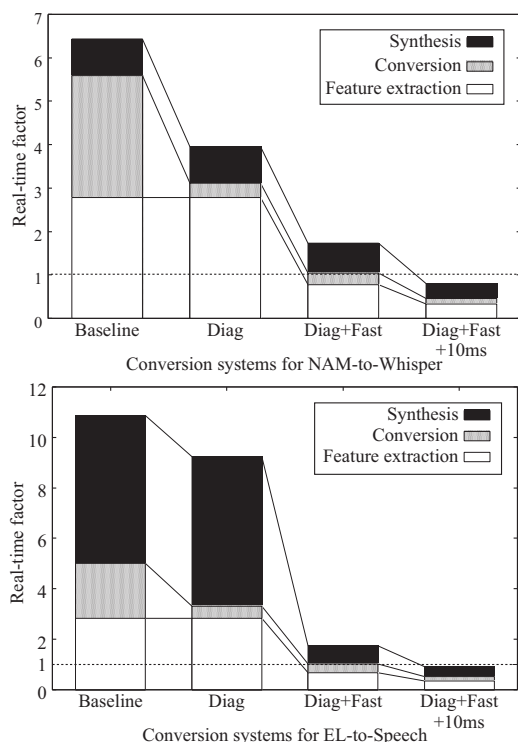 7
6
5
4
3
2
1
0
Real-time factor
Synthesis
Conversion
Feature extraction
Baseline Diag Diag+Fast Diag+Fast
+10ms
Conversion systems for NAM-to-Whisper
12
10
8
6
4
2
1
0
Real-time factor
Synthesis
Conversion
Feature extraction
Baseline Diag Diag+Fast Diag+Fast
+10ms
Conversion systems for EL-to-Speech